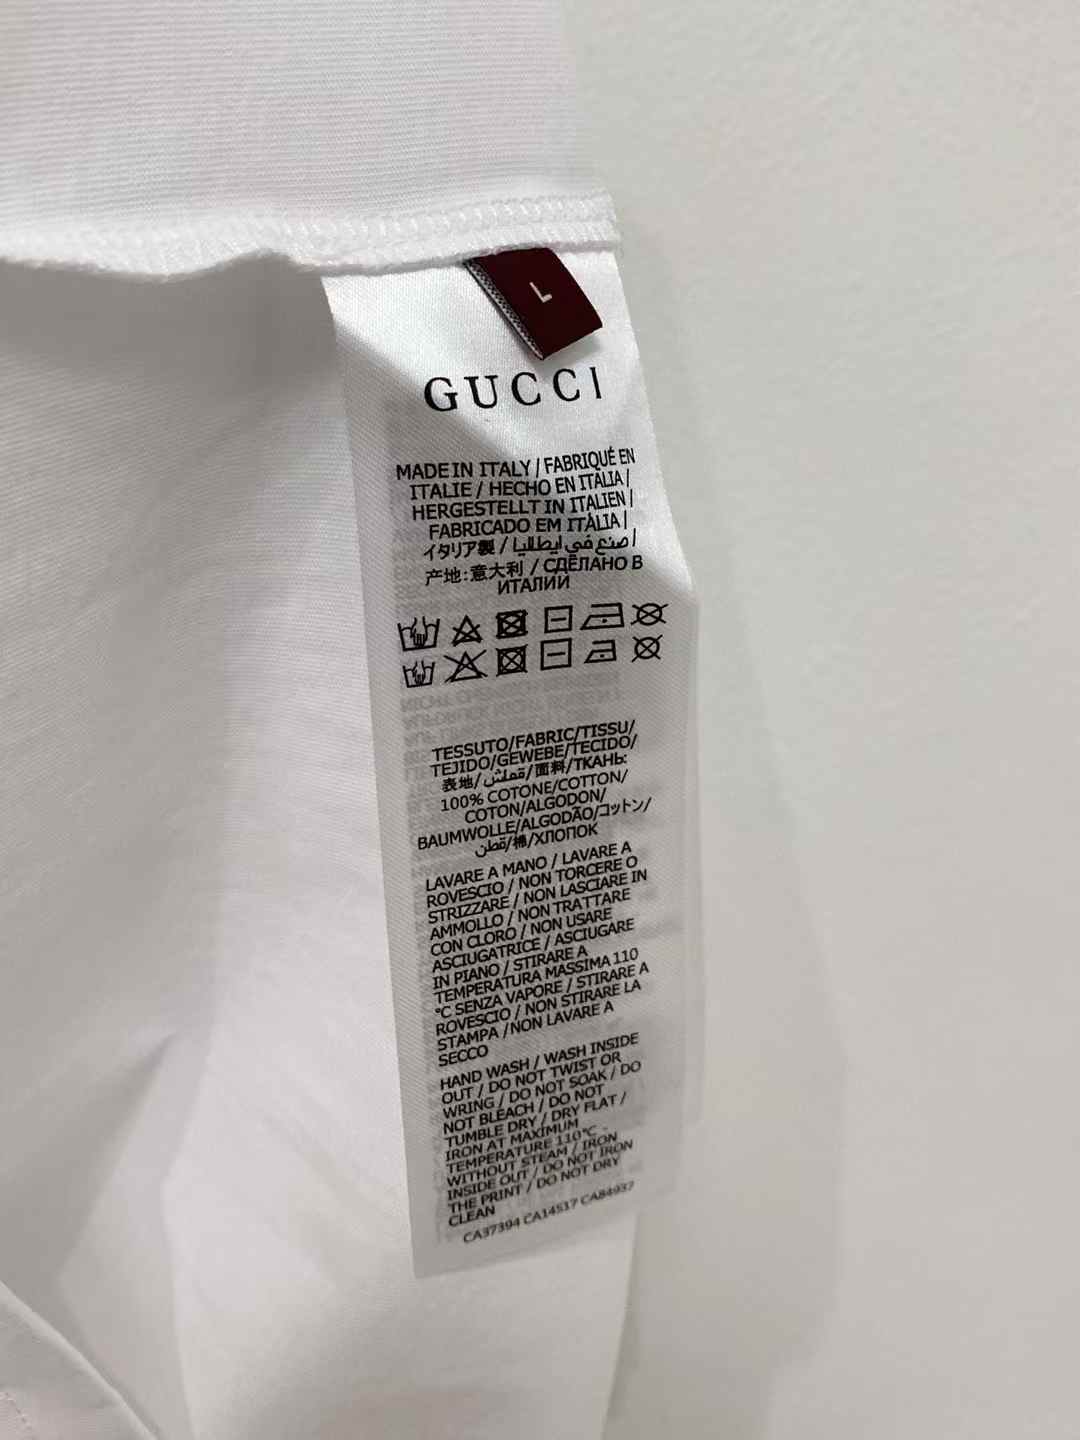 L
GUCCI
MADE IN ITALY / FABRIQUÉ EN
ITALIE / HECHO EN ITALIA /
HERGESTELLT IN ITALIEN /
FABRICADO EM ITÀLIA /
イタリア製 / صنع في إيطاليا /
产地:意大利 / СДЕЛАНО В
ИТАЛИИ
TESSUTO/FABRIC/TISSU/
TEJIDO/GEWEBE/TECIDO/
表地/قماش/面料/ТКАНЬ:
100% COTONE/COTTON/
COTON/ALGODON/
BAUMWOLLE/ALGODÃO/コットン/
قطن/棉/ХЛОПОК
LAVARE A MANO / LAVARE A
ROVESCIO / NON TORCERE O
STRIZZARE / NON LASCIARE IN
AMMOLLO / NON TRATTARE
CON CLORO / NON USARE
ASCIUGATRICE / ASCIUGARE
IN PIANO / STIRARE A
TEMPERATURA MASSIMA 110
°C SENZA VAPORE / STIRARE A
ROVESCIO / NON STIRARE LA
STAMPA / NON LAVARE A
SECCO
HAND WASH / WASH INSIDE
OUT / DO NOT TWIST OR
WRING / DO NOT SOAK / DO
NOT BLEACH / DO NOT
TUMBLE DRY / DRY FLAT /
IRON AT MAXIMUM
TEMPERATURE 110°C
WITHOUT STEAM / IRON
INSIDE OUT / DO NOT IRON
THE PRINT / DO NOT DRY
CLEAN
CA37394 CA14517 CA84937